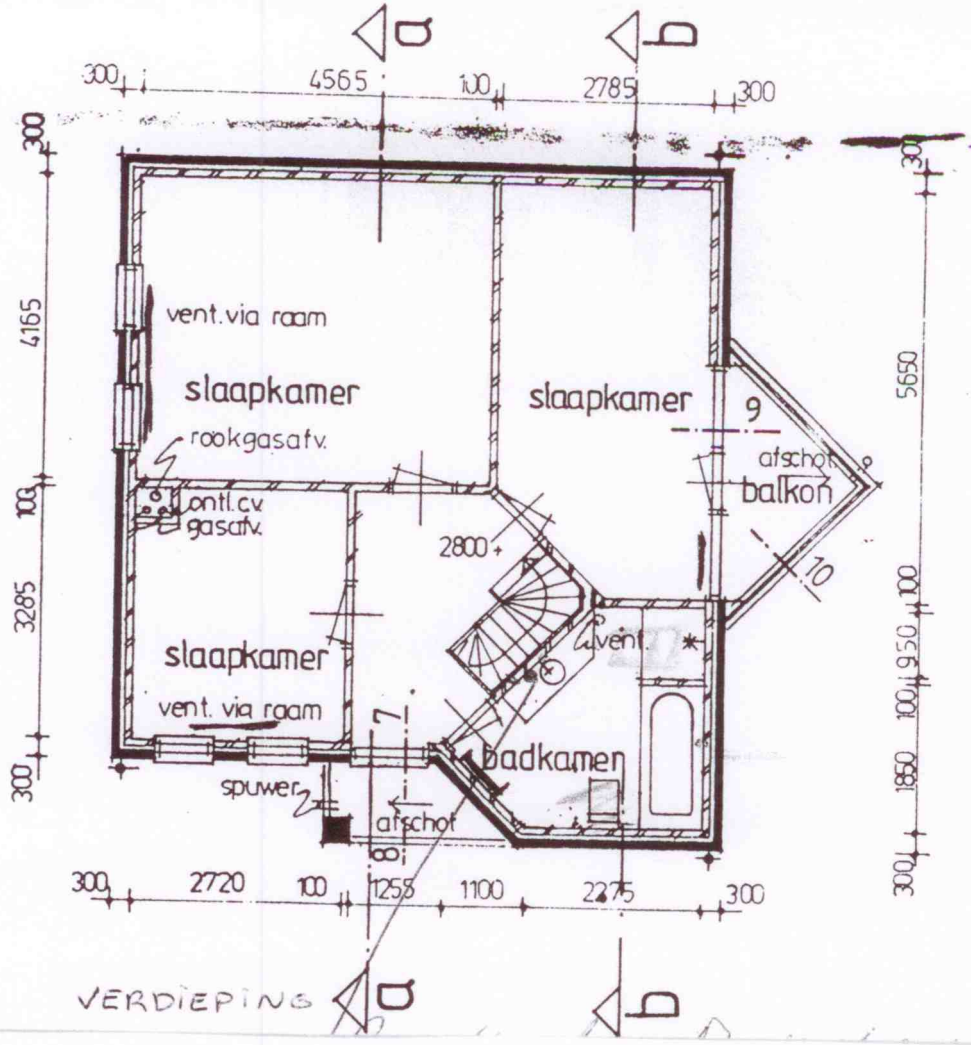 a
b
300 4565 100 2785 300
300
4165
100
3285
300
300
5650
100
950
100
1850
300
vent.via raam
slaapkamer
rookgasafv.
ontl.cv.
gasafv.
slaapkamer
9
afschot
balkon
10
2800+
slaapkamer
vent. via raam
vent.
badkamer
spuwer
afschot
7
8
300 2720 100 1255 1100 2275 300
VERDIEPING
a
b